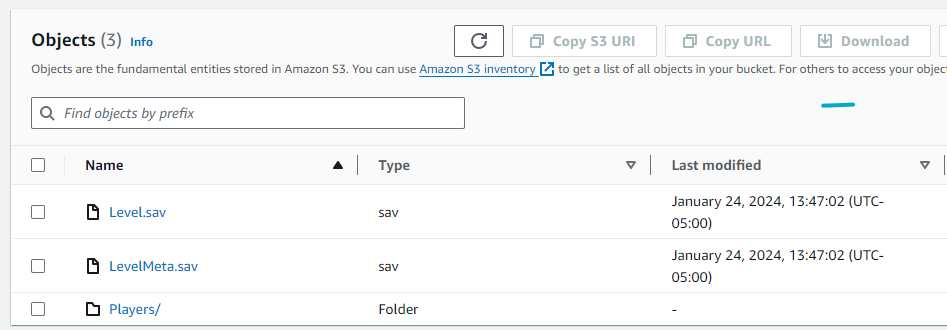 Objects (3) Info
Copy S3 URI
Copy URL
Download
Objects are the fundamental entities stored in Amazon S3. You can use Amazon S3 inventory to get a list of all objects in your bucket. For others to access your objec
Find objects by prefix
Name Type Last modified
Level.sav sav January 24, 2024, 13:47:02 (UTC-
05:00)
LevelMeta.sav sav January 24, 2024, 13:47:02 (UTC-
05:00)
Players/ Folder -